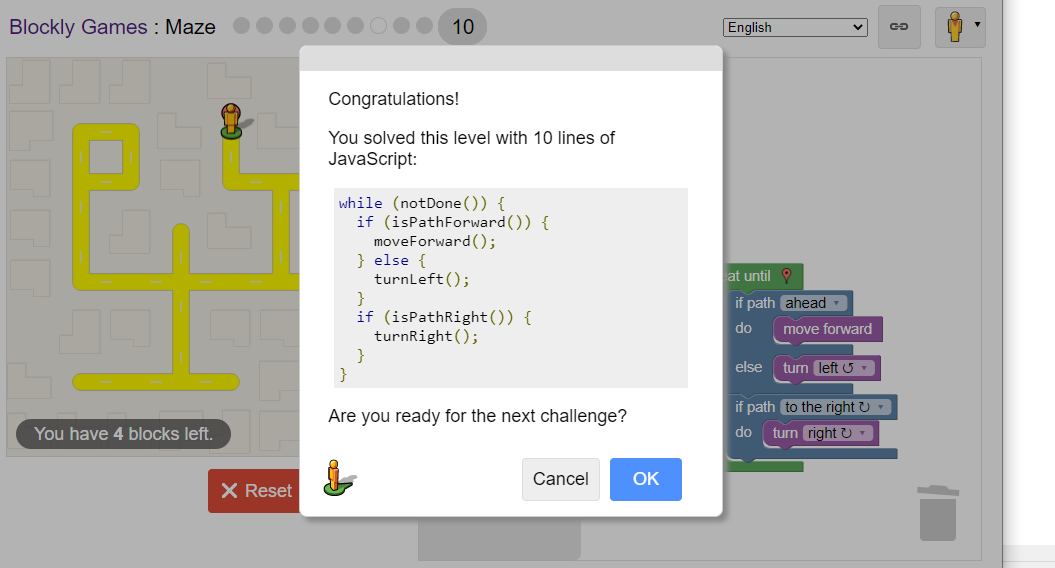 Blockly Games : Maze
10
English
Congratulations!
You solved this level with 10 lines of
JavaScript:
while (notDone()) {
  if (isPathForward()) {
    moveForward();
  } else {
    turnLeft();
  }
  if (isPathRight()) {
    turnRight();
  }
}
Are you ready for the next challenge?
Cancel
OK
You have 4 blocks left.
Reset
at until
if path ahead
do move forward
else turn left
if path to the right
do turn right